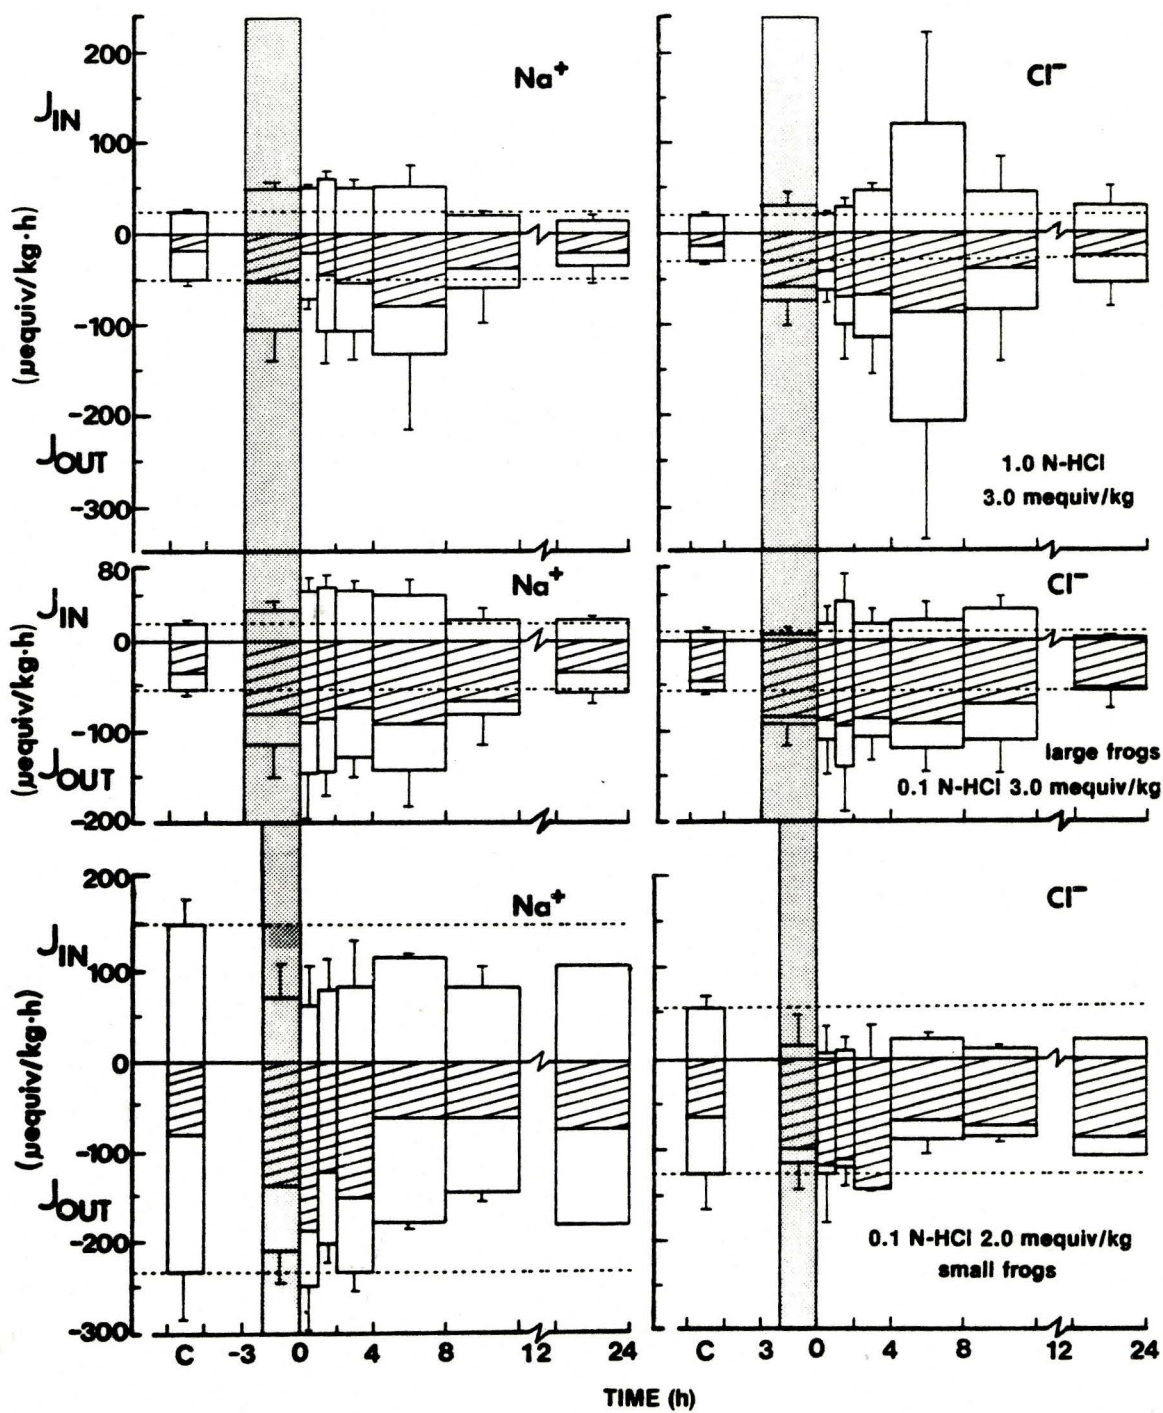 Na⁺
Cl⁻
200
J_IN
100
0
(μequiv/kg·h)
-100
-200
J_OUT
-300
1.0 N-HCl
3.0 mequiv/kg
Na⁺
Cl⁻
80
J_IN
0
(μequiv/kg·h)
-100
J_OUT
-200
large frogs
0.1 N-HCl 3.0 mequiv/kg
Na⁺
Cl⁻
200
J_IN
100
0
(μequiv/kg·h)
-100
J_OUT
-200
-300
0.1 N-HCl 2.0 mequiv/kg
small frogs
C -3 0 4 8 12 24
C 3 0 4 8 12 24
TIME (h)